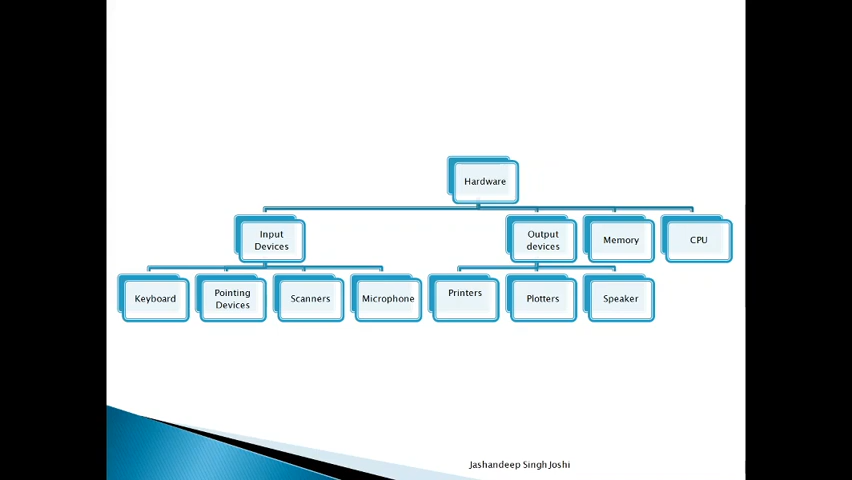 Hardware
Input
Devices
Output
devices
Memory
CPU
Keyboard
Pointing
Devices
Scanners
Microphone
Printers
Plotters
Speaker
Jashandeep Singh Joshi